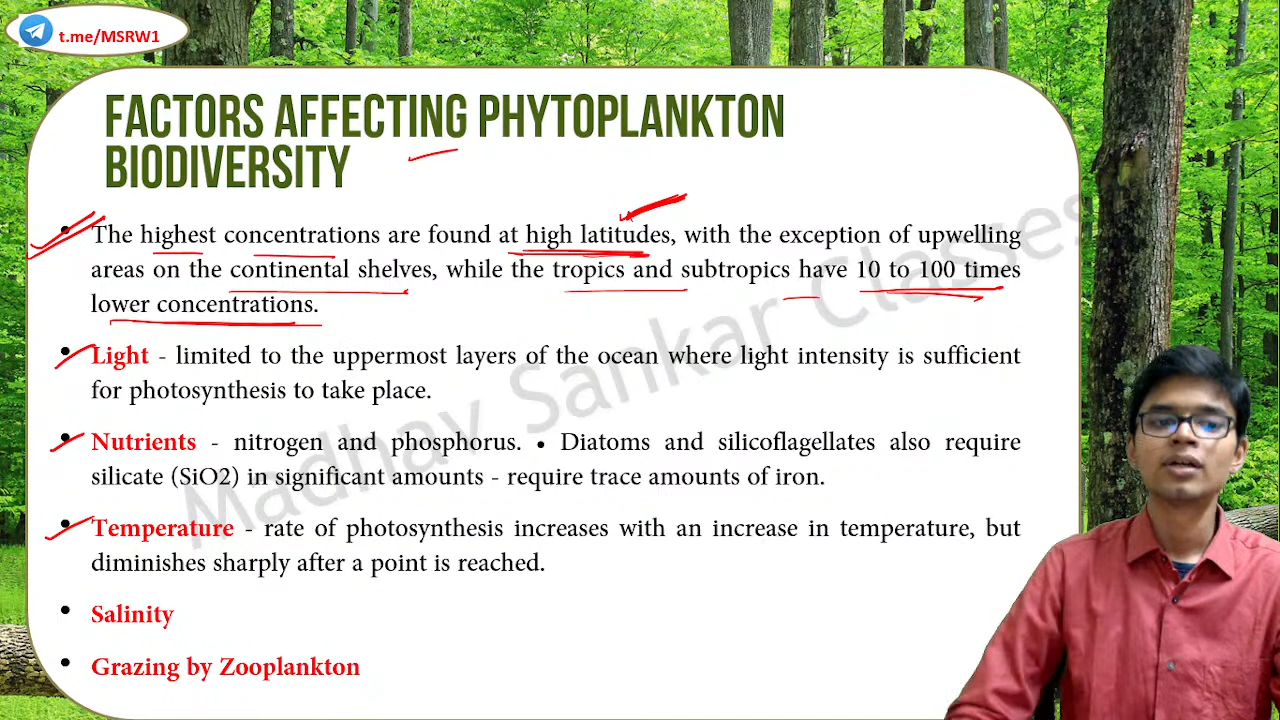 t.me/MSRW1
FACTORS AFFECTING PHYTOPLANKTON
BIODIVERSITY
• The highest concentrations are found at high latitudes, with the exception of upwelling
areas on the continental shelves, while the tropics and subtropics have 10 to 100 times
lower concentrations.
• Light - limited to the uppermost layers of the ocean where light intensity is sufficient
for photosynthesis to take place.
• Nutrients - nitrogen and phosphorus. • Diatoms and silicoflagellates also require
silicate (SiO2) in significant amounts - require trace amounts of iron.
• Temperature - rate of photosynthesis increases with an increase in temperature, but
diminishes sharply after a point is reached.
• Salinity
• Grazing by Zooplankton
Madhav Sankar Classes